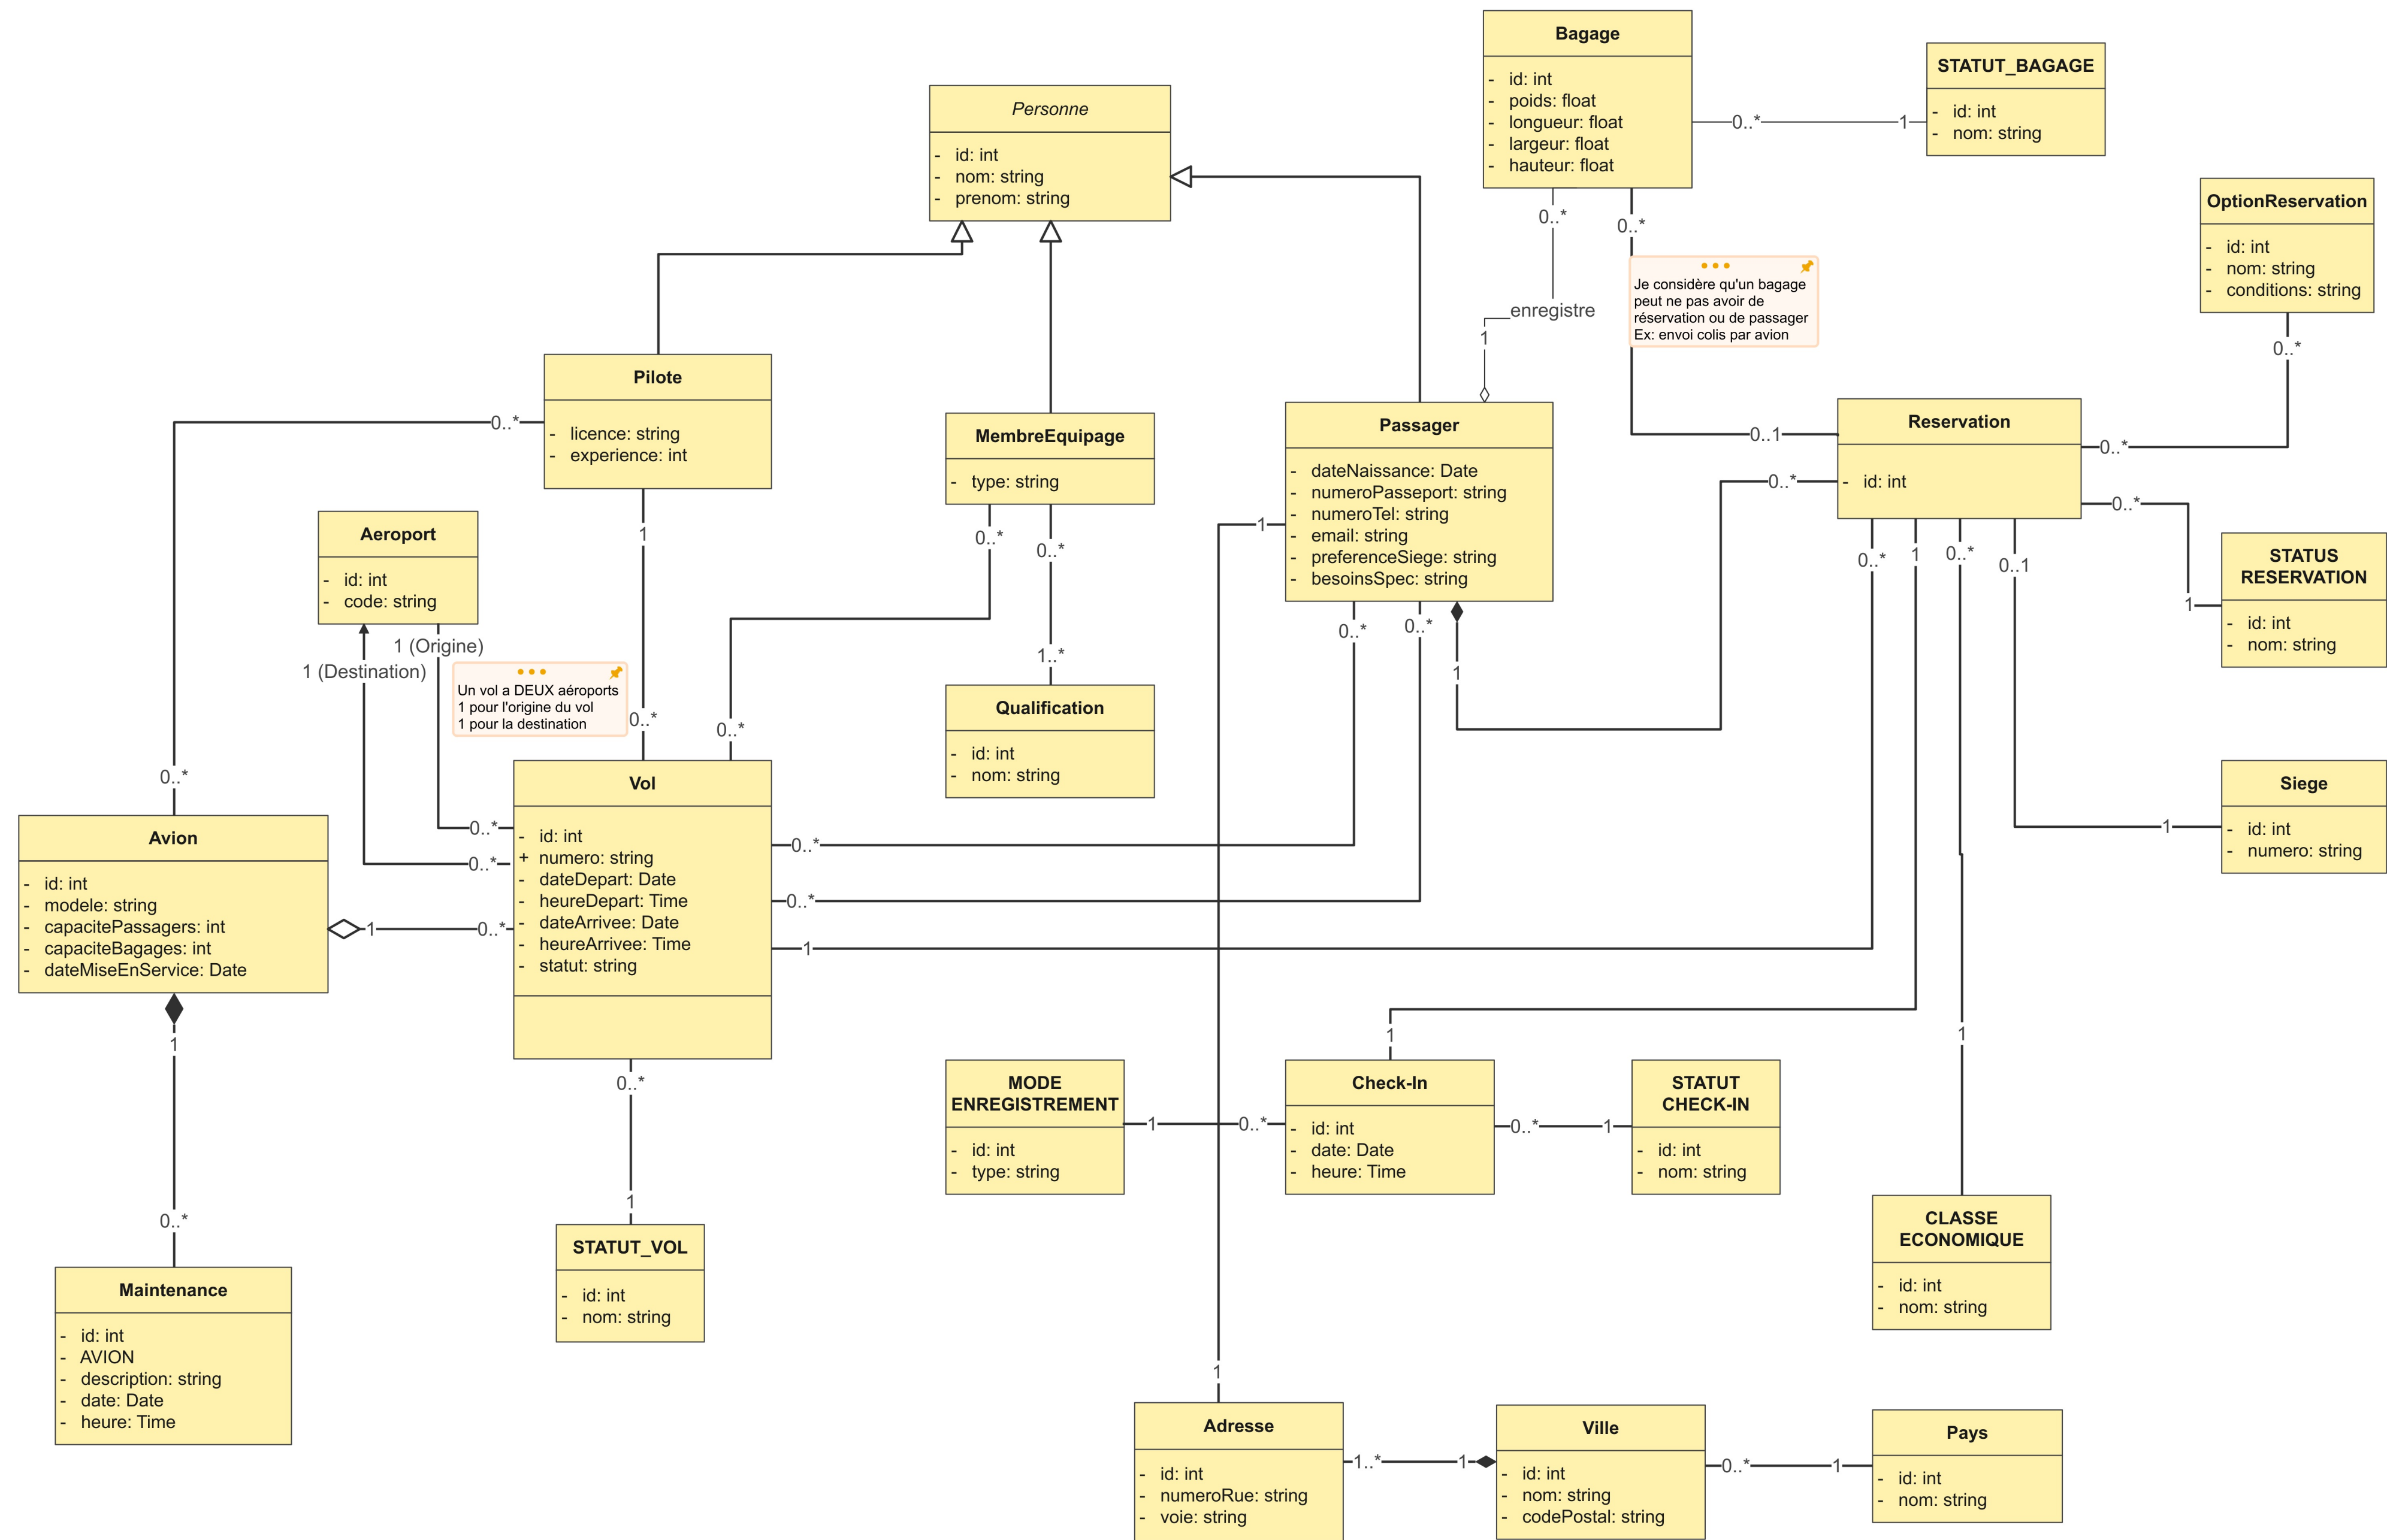 Bagage
- id: int
- poids: float
- longueur: float
- largeur: float
- hauteur: float
0..*
1
STATUT_BAGAGE
- id: int
- nom: string
Personne
- id: int
- nom: string
- prenom: string
0..*
0..*
enregistre
1
Je considère qu'un bagage
peut ne pas avoir de
réservation ou de passager
Ex: envoi colis par avion
OptionReservation
- id: int
- nom: string
- conditions: string
0..*
Pilote
- licence: string
- experience: int
0..*
1
MembreEquipage
- type: string
0..*
0..*
Passager
- dateNaissance: Date
- numeroPasseport: string
- numeroTel: string
- email: string
- preferenceSiege: string
- besoinsSpec: string
1
0..*
0..*
1
0..1
0..*
Reservation
- id: int
0..*
0..*
0..*
1
0..*
0..1
STATUS
RESERVATION
- id: int
- nom: string
1
Aeroport
- id: int
- code: string
1 (Origine)
1 (Destination)
Un vol a DEUX aéroports
1 pour l'origine du vol
1 pour la destination
0..*
0..*
1..*
Qualification
- id: int
- nom: string
0..*
Avion
- id: int
- modele: string
- capacitePassagers: int
- capaciteBagages: int
- dateMiseEnService: Date
0..*
0..*
1
0..*
Vol
- id: int
+ numero: string
- dateDepart: Date
- heureDepart: Time
- dateArrivee: Date
- heureArrivee: Time
- statut: string
0..*
0..*
1
Siege
- id: int
- numero: string
1
1
0..*
0..*
1
STATUT_VOL
- id: int
- nom: string
Maintenance
- id: int
- AVION
- description: string
- date: Date
- heure: Time
MODE
ENREGISTREMENT
- id: int
- type: string
1
0..*
1
Check-In
- id: int
- date: Date
- heure: Time
0..*
1
STATUT
CHECK-IN
- id: int
- nom: string
1
CLASSE
ECONOMIQUE
- id: int
- nom: string
1
Adresse
- id: int
- numeroRue: string
- voie: string
1..*
1
Ville
- id: int
- nom: string
- codePostal: string
0..*
1
Pays
- id: int
- nom: string